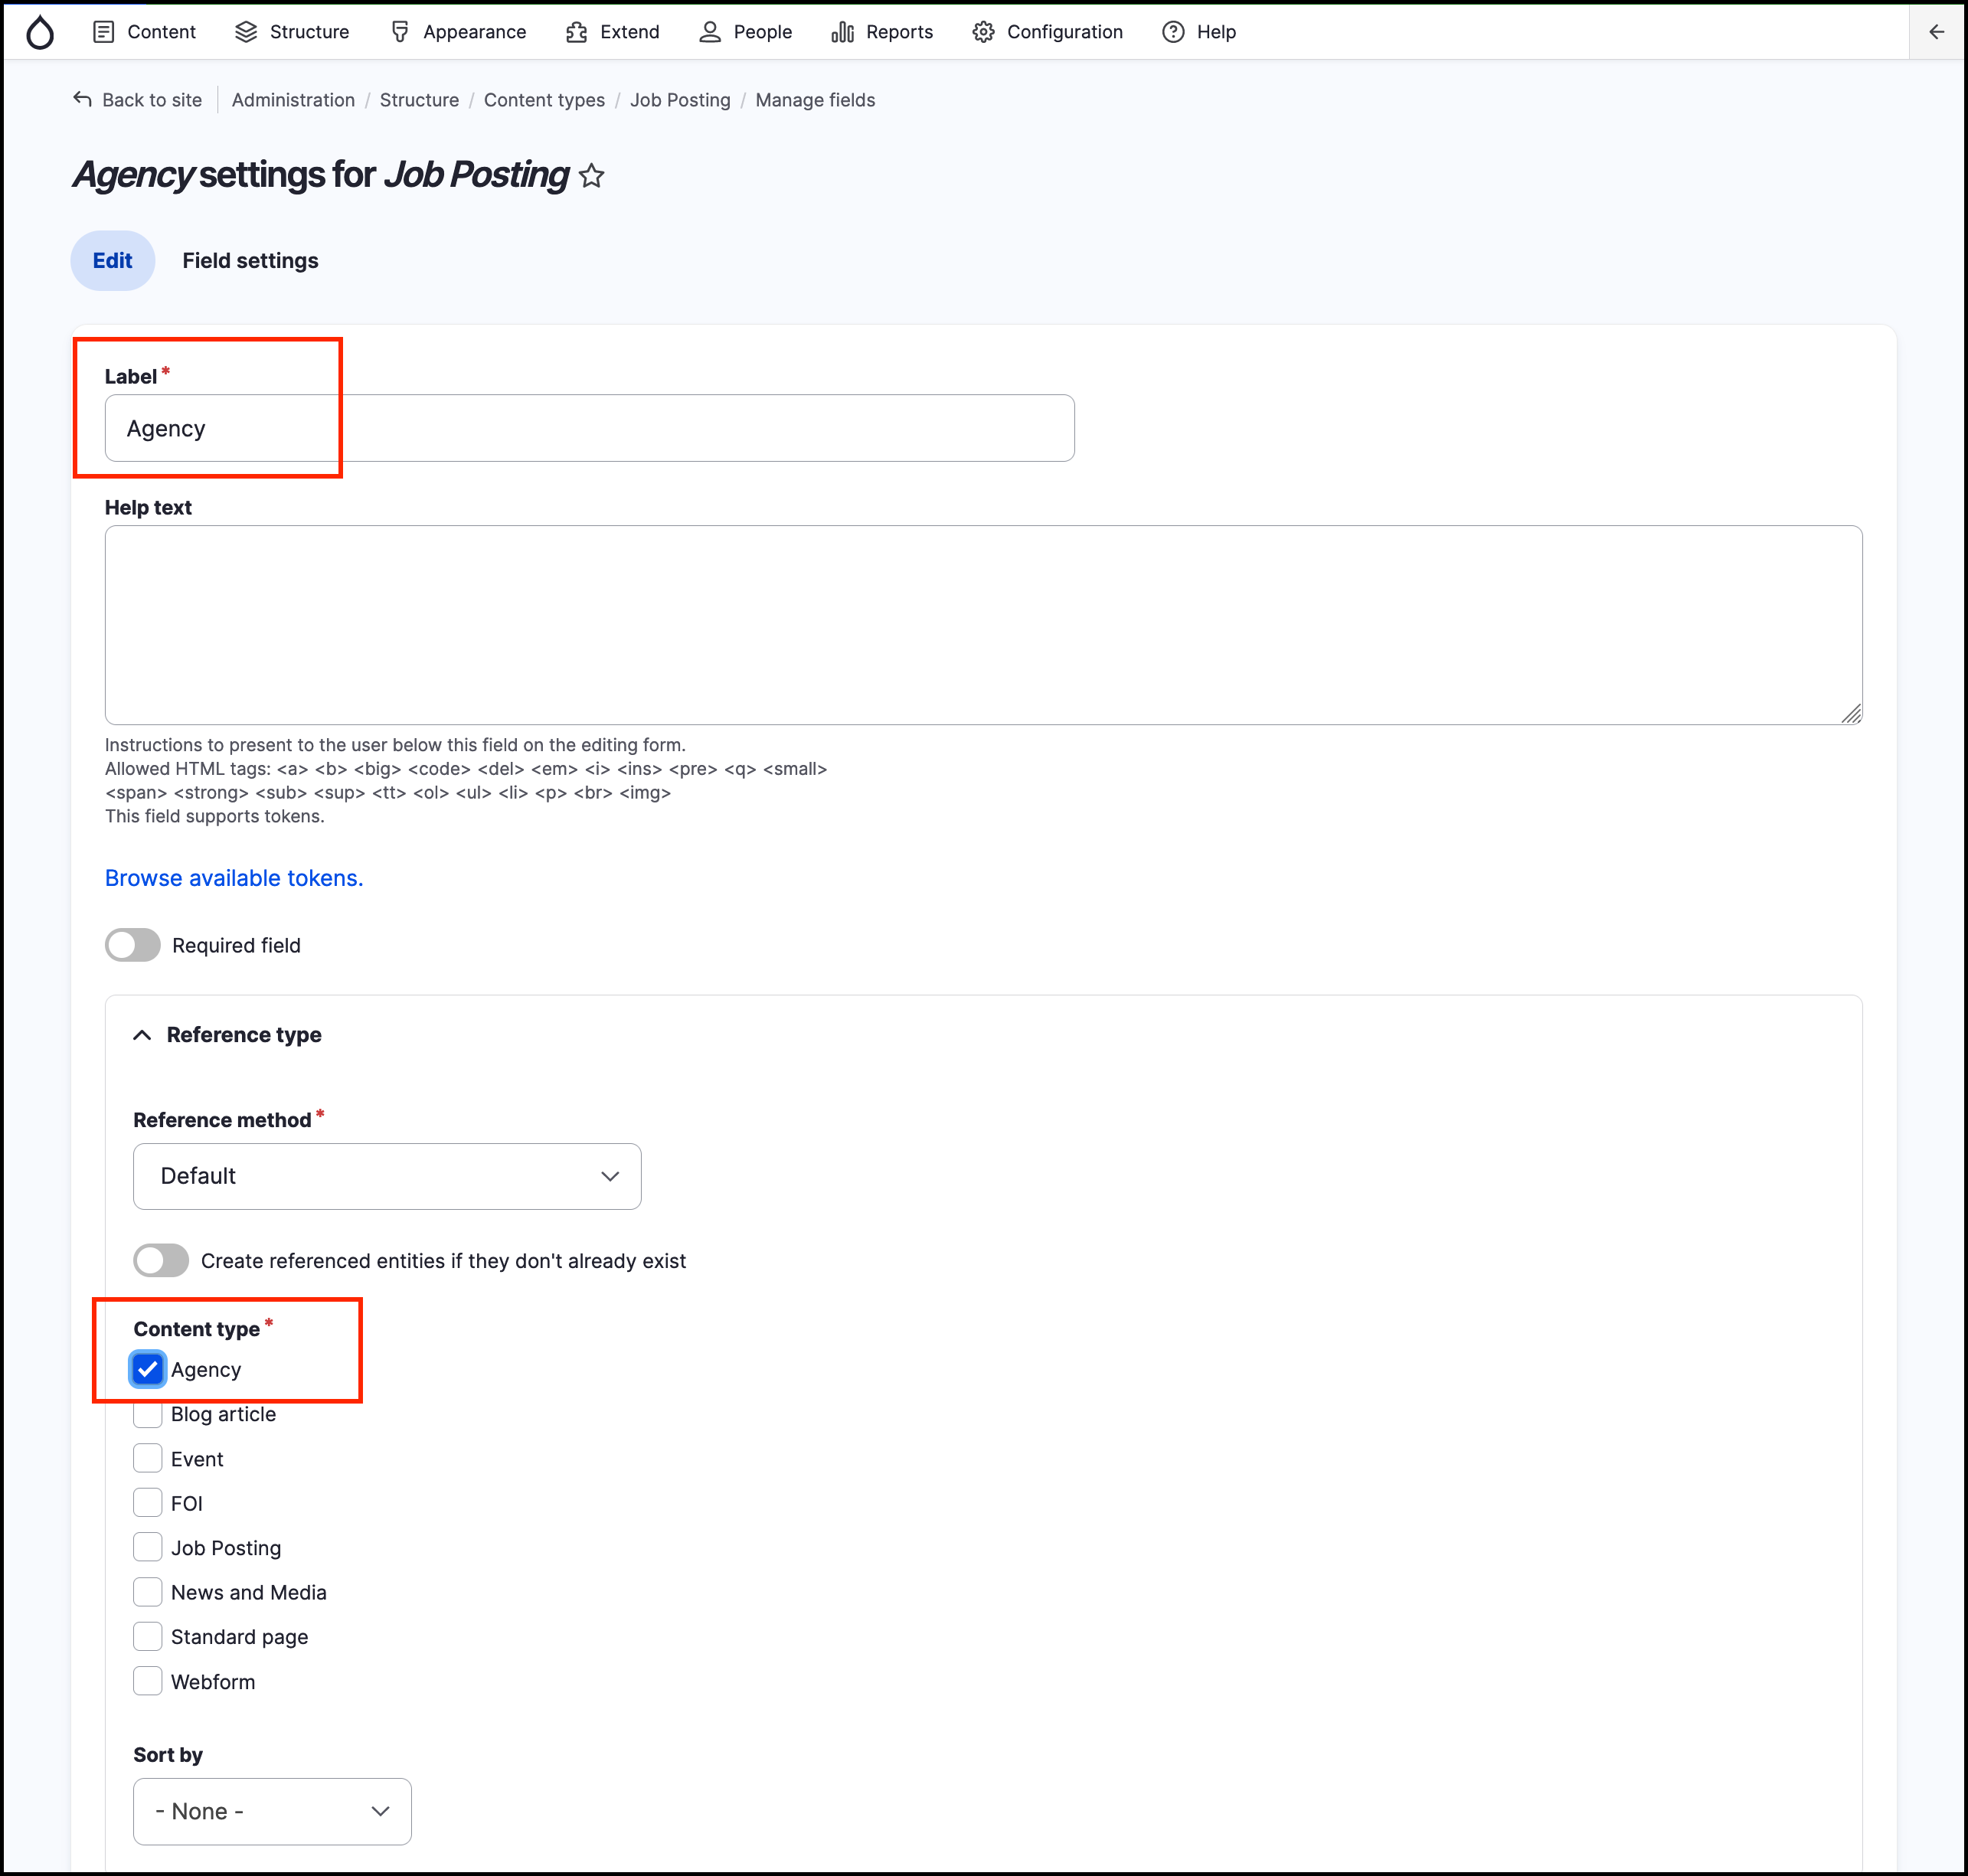 Content Structure Appearance Extend People Reports Configuration Help
Back to site Administration / Structure / Content types / Job Posting / Manage fields
Agency settings for Job Posting
Edit Field settings
Label *
Agency
Help text
Instructions to present to the user below this field on the editing form.
Allowed HTML tags: <a> <b> <big> <code> <del> <em> <i> <ins> <pre> <q> <small>
<span> <strong> <sub> <sup> <tt> <ol> <ul> <li> <p> <br> <img>
This field supports tokens.
Browse available tokens.
Required field
Reference type
Reference method *
Default
Create referenced entities if they don't already exist
Content type *
Agency
Blog article
Event
FOI
Job Posting
News and Media
Standard page
Webform
Sort by
- None -